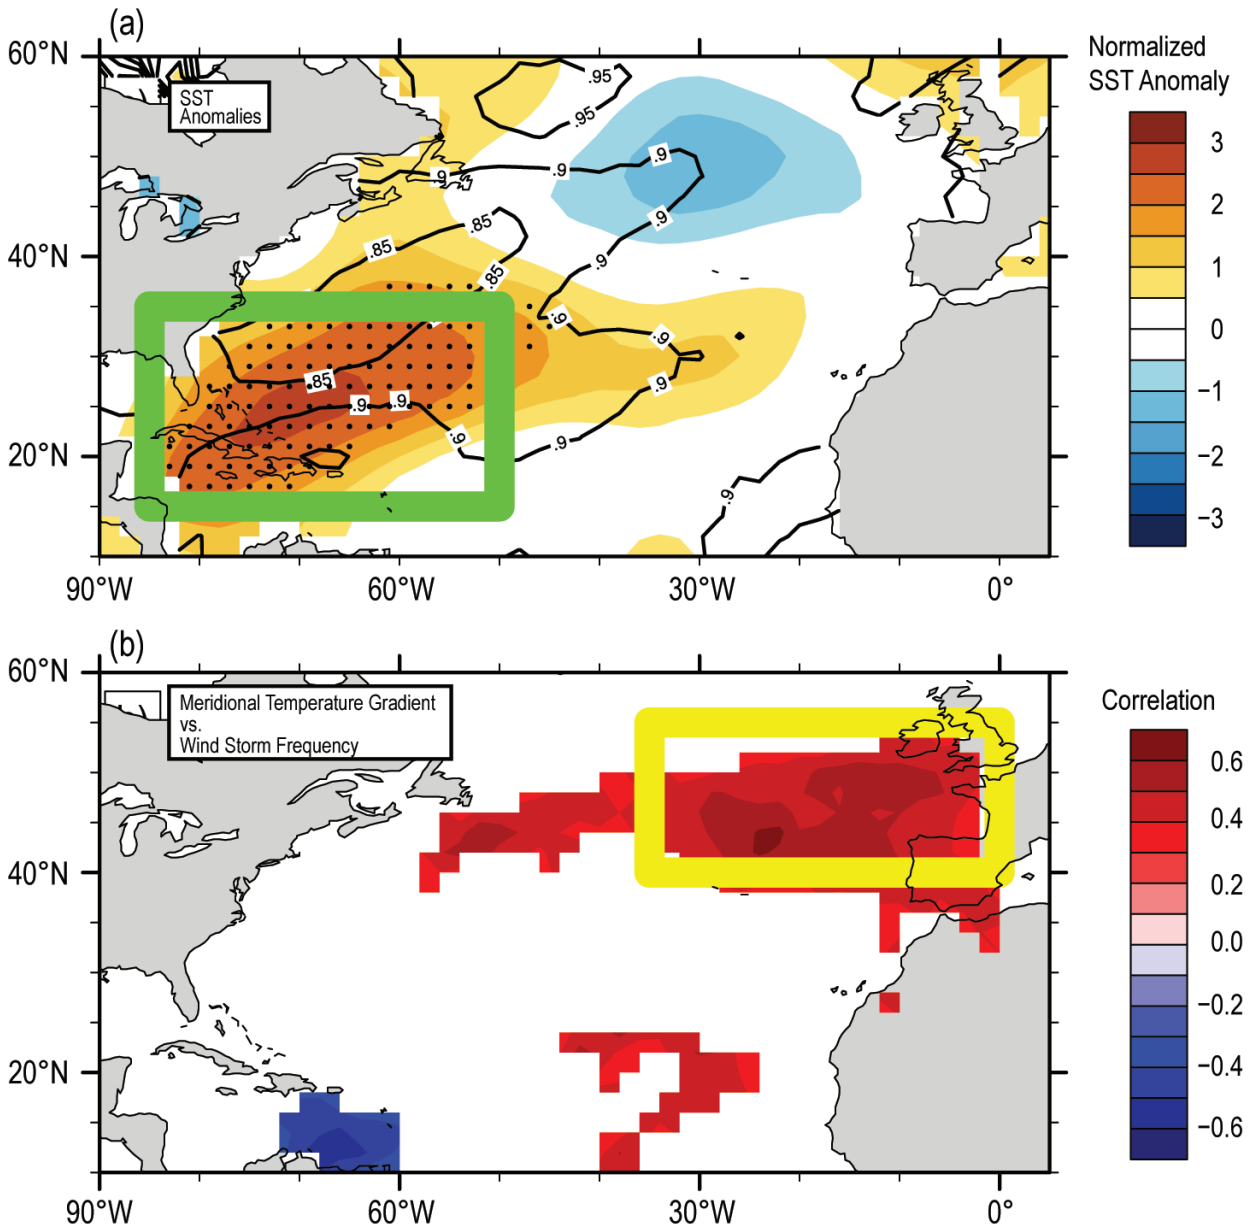 (a)
Normalized
SST Anomaly
60°N
40°N
20°N
SST
Anomalies
.95
.95
.9
.9
.9
.9
.9
.85
.85
.85
.9
.9
.85
.9
.9
.9
.9
.9
.9
3
2
1
0
−1
−2
−3
90°W
60°W
30°W
0°
(b)
Correlation
60°N
40°N
20°N
Meridional Temperature Gradient
vs.
Wind Storm Frequency
0.6
0.4
0.2
0.0
−0.2
−0.4
−0.6
90°W
60°W
30°W
0°